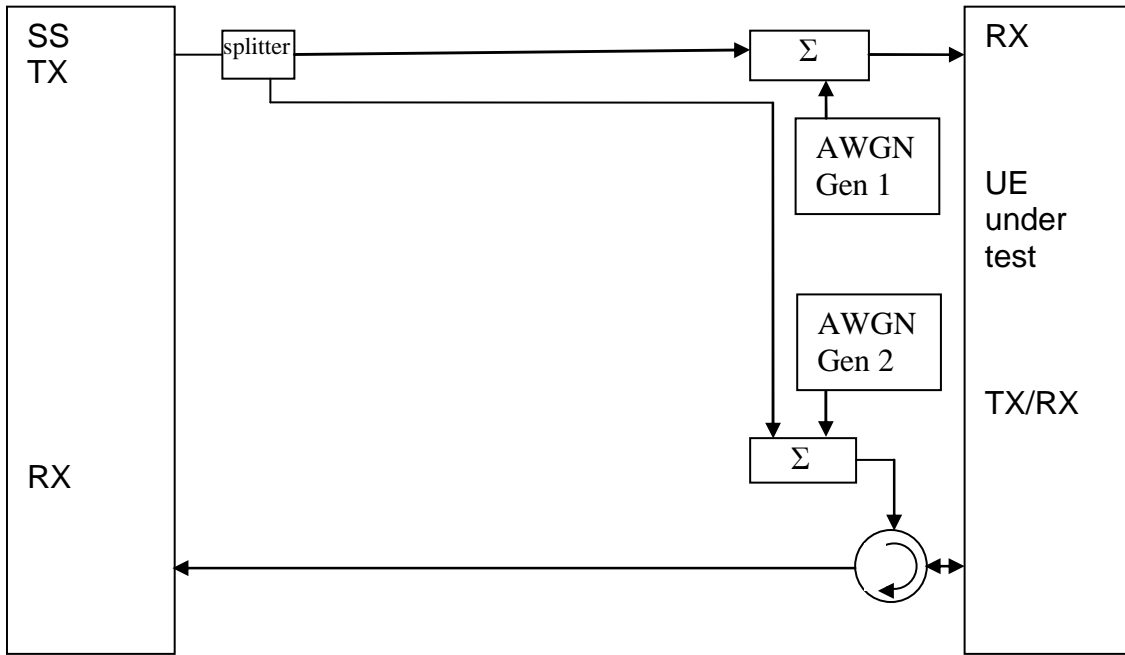 SS
TX
splitter
Σ
RX
AWGN
Gen 1
UE
under
test
AWGN
Gen 2
TX/RX
Σ
RX